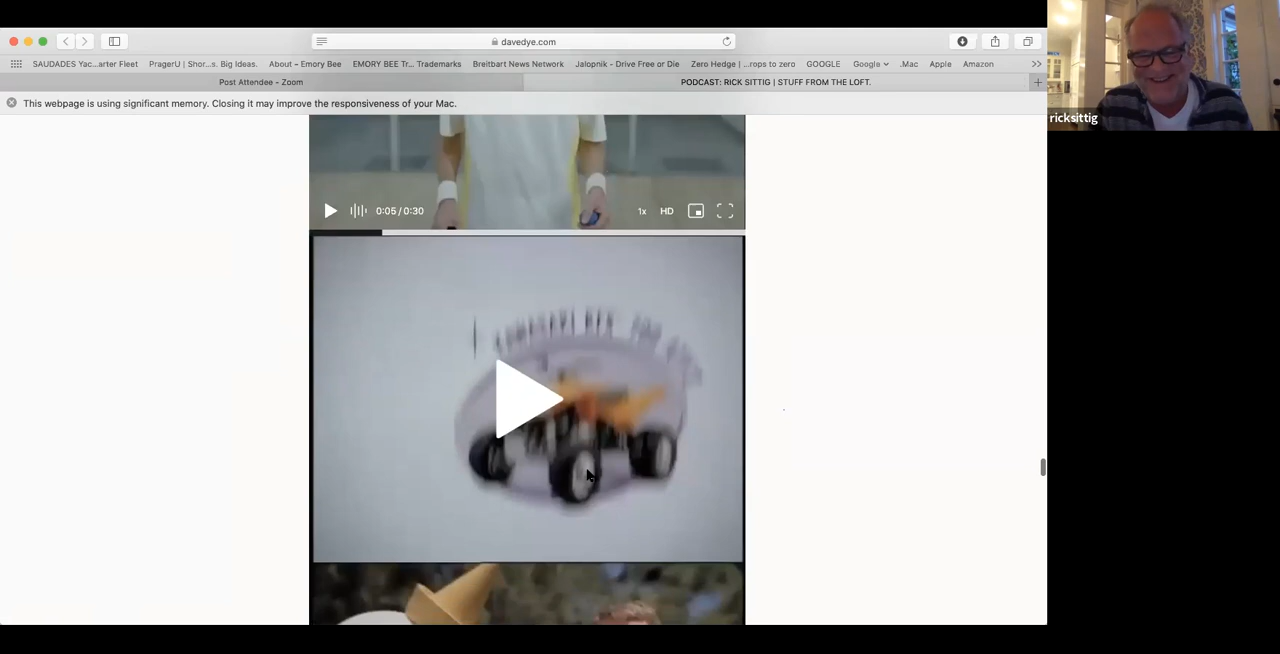 davedye.com
SAUDADES Yac...arter Fleet
PragerU | Shor...s. Big Ideas.
About – Emory Bee
EMORY BEE Tr... Trademarks
Breitbart News Network
Jalopnik - Drive Free or Die
Zero Hedge | ...rops to zero
GOOGLE
Google
.Mac
Apple
Amazon
Post Attendee - Zoom
PODCAST: RICK SITTIG | STUFF FROM THE LOFT.
This webpage is using significant memory. Closing it may improve the responsiveness of your Mac.
ricksittig
0:05 / 0:30
1x
HD